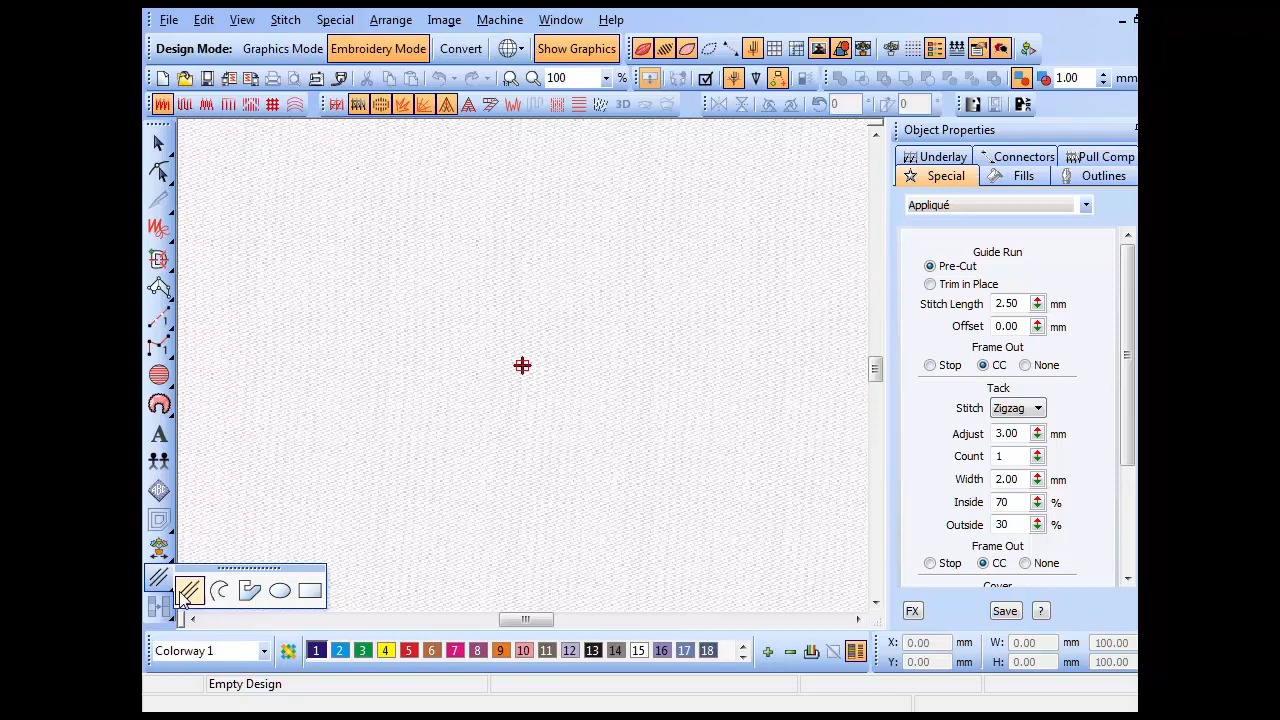 File Edit View Stitch Special Arrange Image Machine Window Help
Design Mode: Graphics Mode Embroidery Mode Convert Show Graphics
100 % 1.00 mm
3D 0 ° 0 °
Object Properties
Underlay Connectors Pull Comp
Special Fills Outlines
Appliqué
Guide Run
Pre-Cut
Trim in Place
Stitch Length 2.50 mm
Offset 0.00 mm
Frame Out
Stop CC None
Tack
Stitch Zigzag
Adjust 3.00 mm
Count 1
Width 2.00 mm
Inside 70 %
Outside 30 %
Frame Out
Stop CC None
Cover
A
ABC
FX Save ?
Colorway 1 1 2 3 4 5 6 7 8 9 10 11 12 13 14 15 16 17 18
X: 0.00 mm W: 0.00 mm 100.00
Y: 0.00 mm H: 0.00 mm 100.00
Empty Design